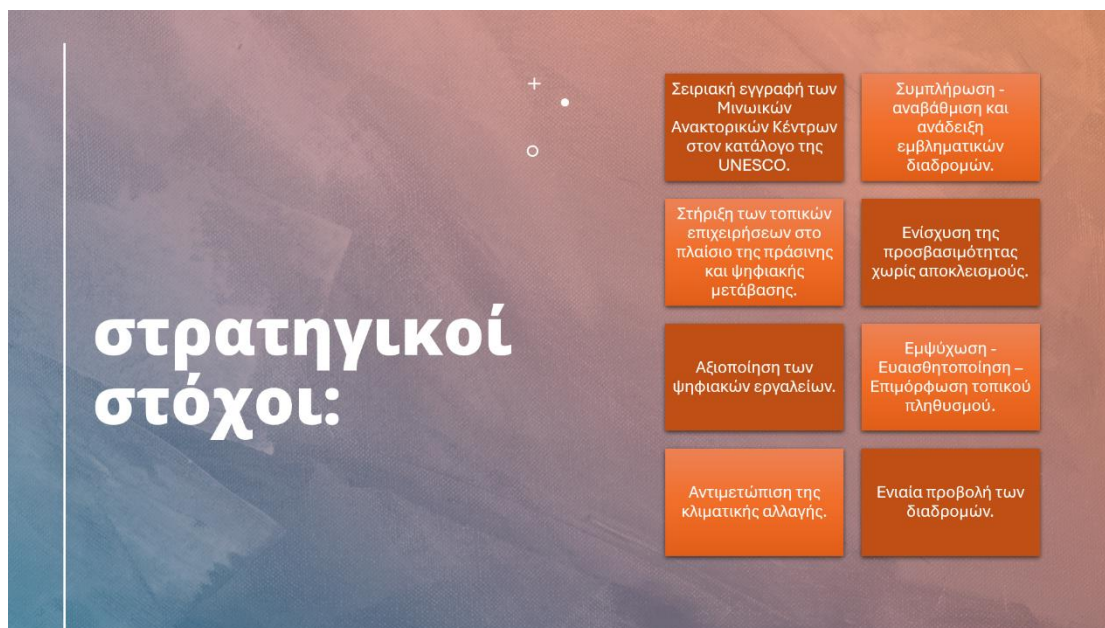 στρατηγικοί
στόχοι:
Σειριακή εγγραφή των
Μινωικών
Ανακτορικών Κέντρων
στον κατάλογο της
UNESCO.
Συμπλήρωση -
αναβάθμιση και
ανάδειξη
εμβληματικών
διαδρομών.
Στήριξη των τοπικών
επιχειρήσεων στο
πλαίσιο της πράσινης
και ψηφιακής
μετάβασης.
Ενίσχυση της
προσβασιμότητας
χωρίς αποκλεισμούς.
Αξιοποίηση των
ψηφιακών εργαλείων.
Εμψύχωση -
Ευαισθητοποίηση –
Επιμόρφωση τοπικού
πληθυσμού.
Αντιμετώπιση της
κλιματικής αλλαγής.
Ενιαία προβολή των
διαδρομών.